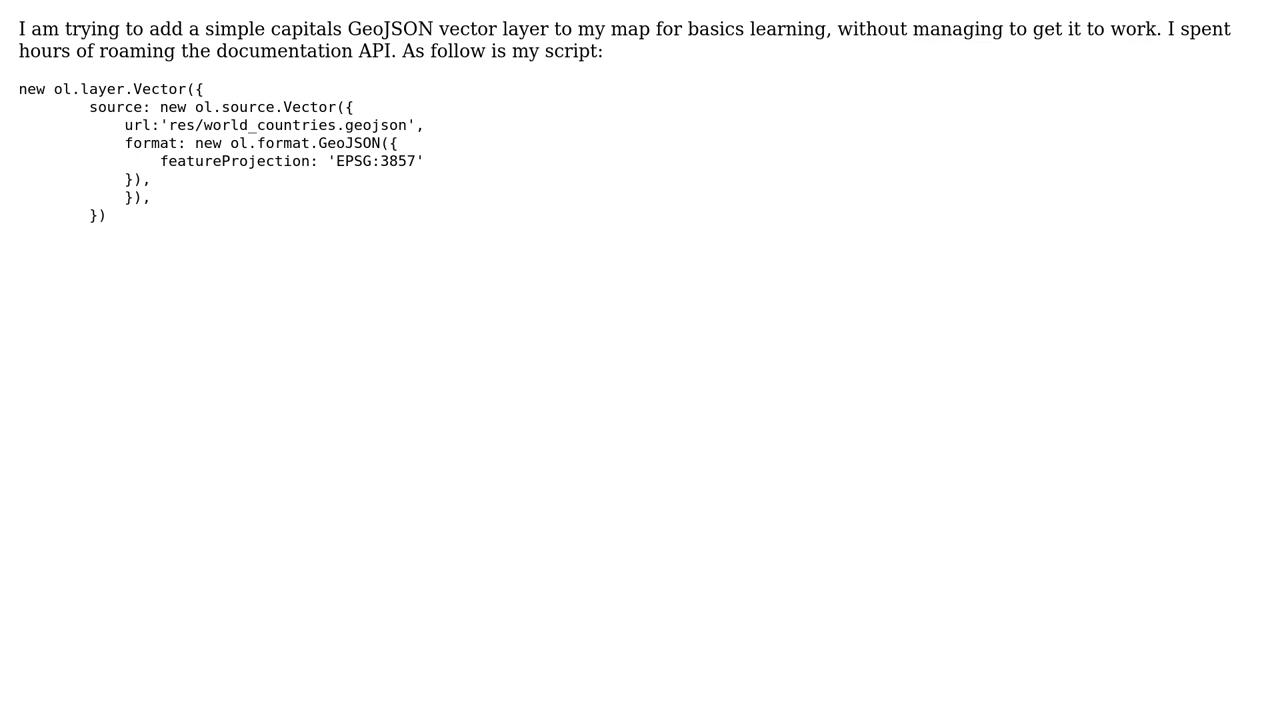 I am trying to add a simple capitals GeoJSON vector layer to my map for basics learning, without managing to get it to work. I spent
hours of roaming the documentation API. As follow is my script:
new ol.layer.Vector({
        source: new ol.source.Vector({
            url:'res/world_countries.geojson',
            format: new ol.format.GeoJSON({
                featureProjection: 'EPSG:3857'
            }),
            }),
        })